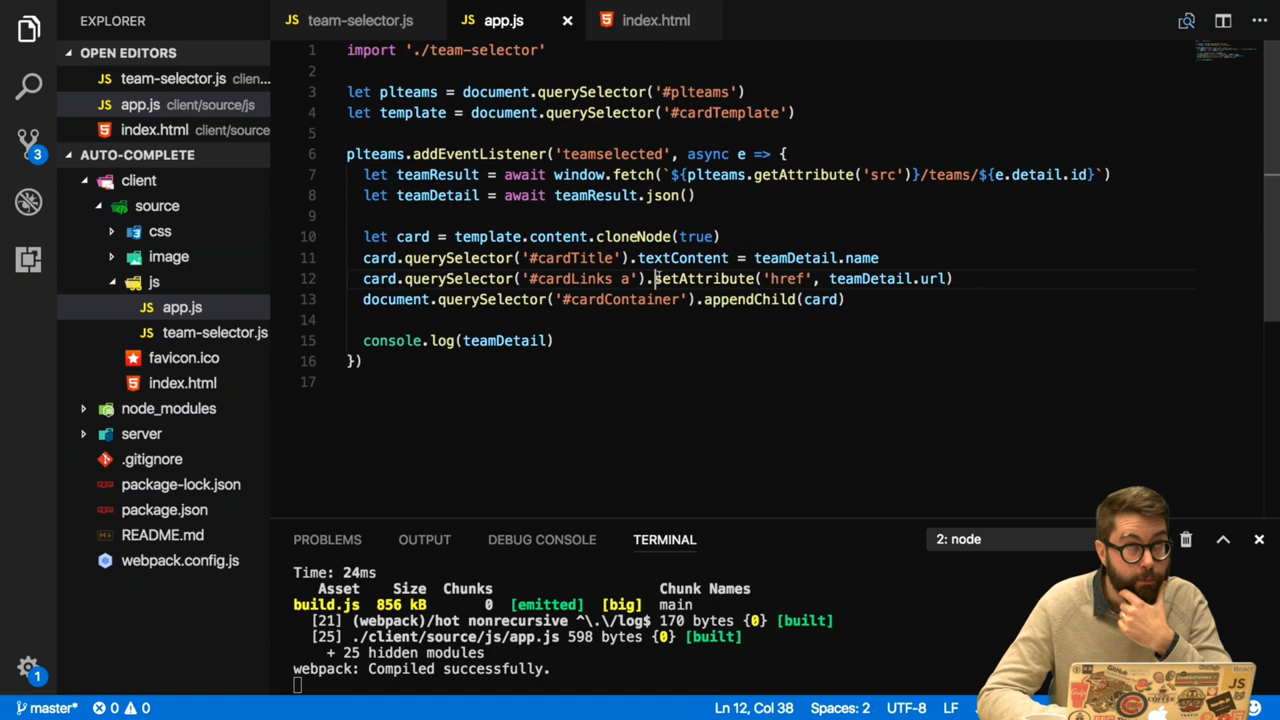 EXPLORER
OPEN EDITORS
team-selector.js clien...
app.js client/source/js
index.html client/source
AUTO-COMPLETE
client
source
css
image
js
app.js
team-selector.js
favicon.ico
index.html
node_modules
server
.gitignore
package-lock.json
package.json
README.md
webpack.config.js
3
1
team-selector.js
app.js
index.html
1 import './team-selector'
2
3 let plteams = document.querySelector('#plteams')
4 let template = document.querySelector('#cardTemplate')
5
6 plteams.addEventListener('teamselected', async e => {
7 let teamResult = await window.fetch(`${plteams.getAttribute('src')}/teams/${e.detail.id}`)
8 let teamDetail = await teamResult.json()
9
10 let card = template.content.cloneNode(true)
11 card.querySelector('#cardTitle').textContent = teamDetail.name
12 card.querySelector('#cardLinks a').setAttribute('href', teamDetail.url)
13 document.querySelector('#cardContainer').appendChild(card)
14
15 console.log(teamDetail)
16 })
17
PROBLEMS OUTPUT DEBUG CONSOLE TERMINAL 2: node
Time: 24ms
Asset Size Chunks Chunk Names
build.js 856 kB 0 [emitted] [big] main
[21] (webpack)/hot nonrecursive ^\.\/log$ 170 bytes {0} [built]
[25] ./client/source/js/app.js 598 bytes {0} [built]
+ 25 hidden modules
webpack: Compiled successfully.
master* 0 0 Ln 12, Col 38 Spaces: 2 UTF-8 LF
GitHub
React
JS
COFFEE